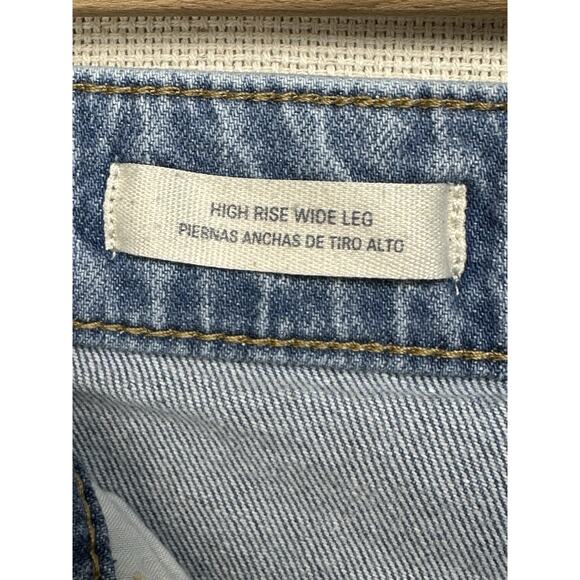 HIGH RISE WIDE LEG
PIERNAS ANCHAS DE TIRO ALTO